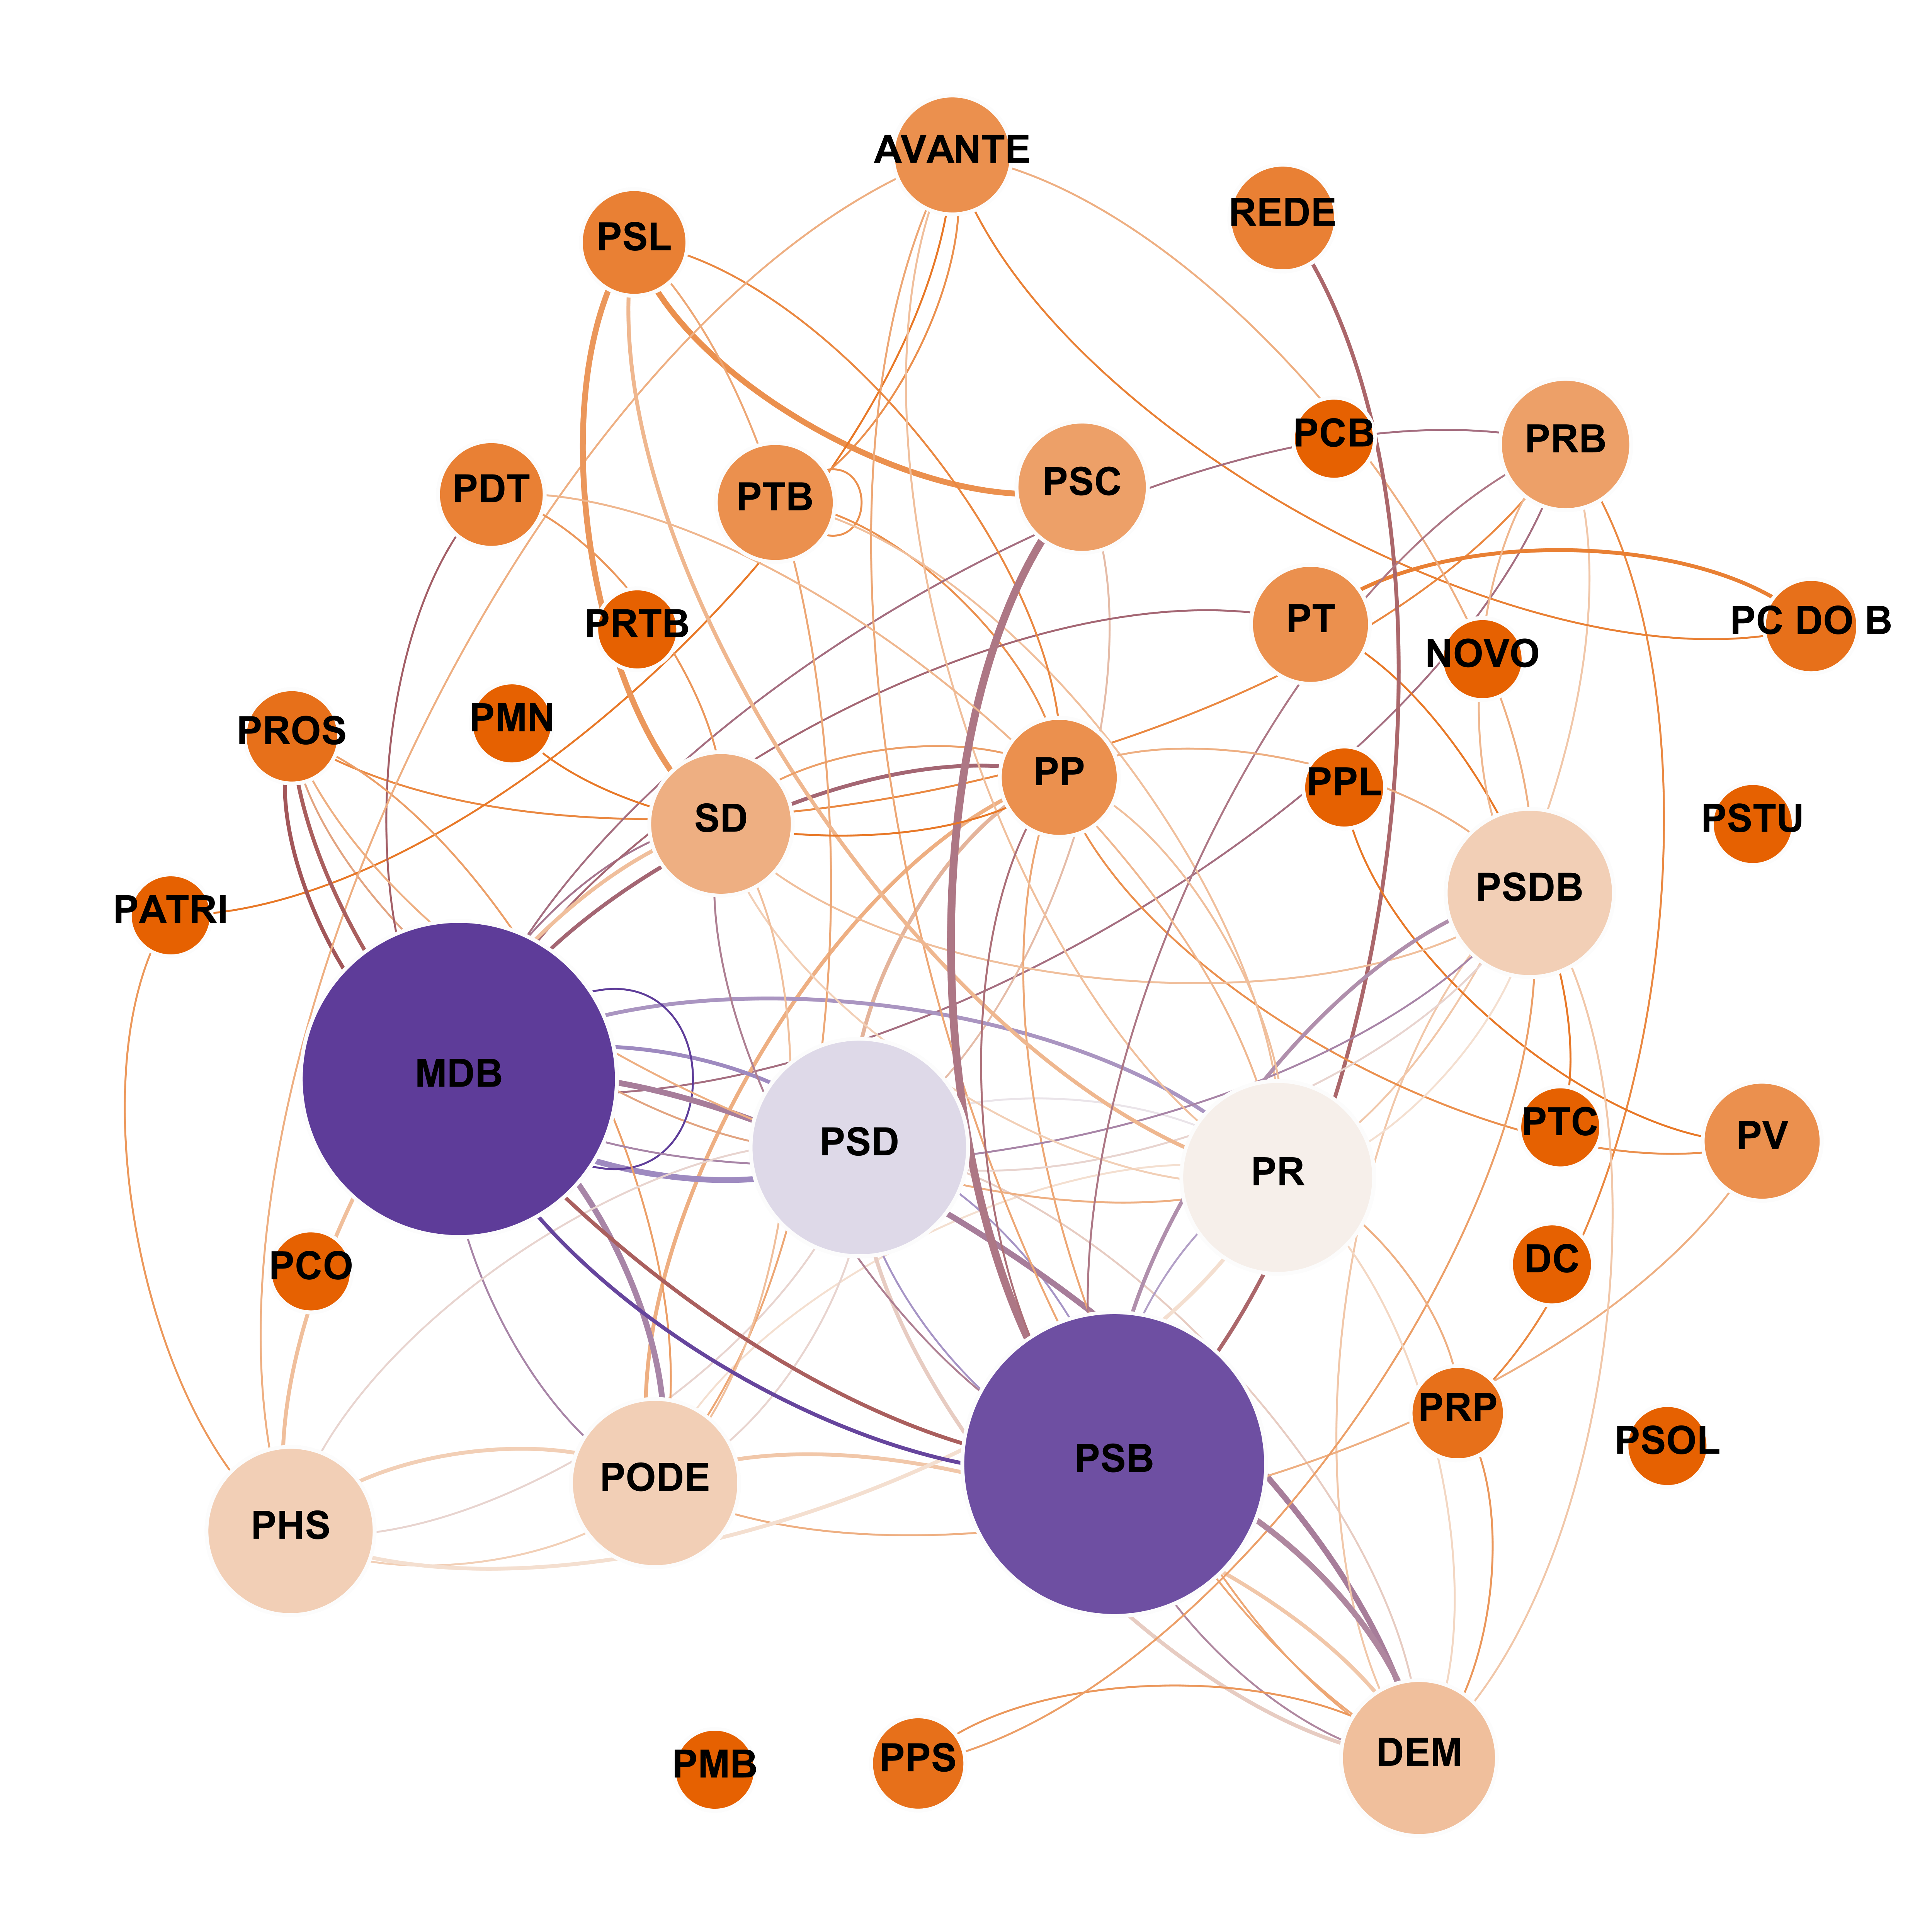 AVANTE
REDE
PSL
PCB
PRB
PSC
PDT
PTB
PT
PC DO B
PRTB
NOVO
PMN
PROS
PP
PPL
SD
PSTU
PSDB
PATRI
MDB
PTC
PV
PSD
PR
PCO
DC
PRP
PSOL
PSB
PODE
PHS
DEM
PPS
PMB